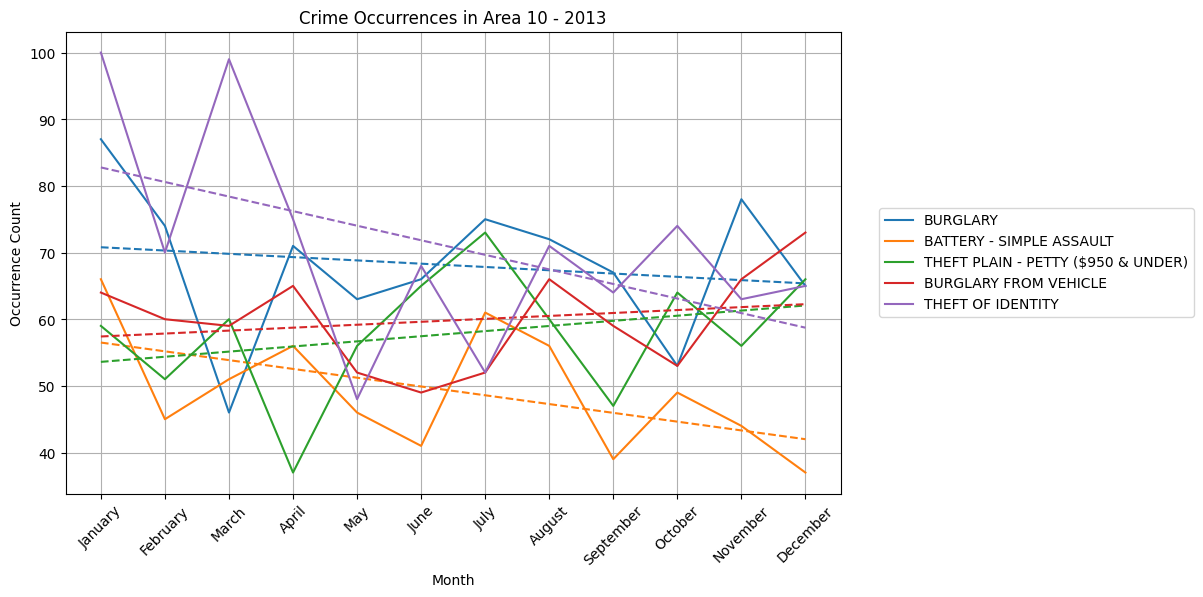 Crime Occurrences in Area 10 - 2013
Occurrence Count
100
90
80
70
60
50
40
January
February
March
April
May
June
July
August
September
October
November
December
Month
BURGLARY
BATTERY - SIMPLE ASSAULT
THEFT PLAIN - PETTY ($950 & UNDER)
BURGLARY FROM VEHICLE
THEFT OF IDENTITY